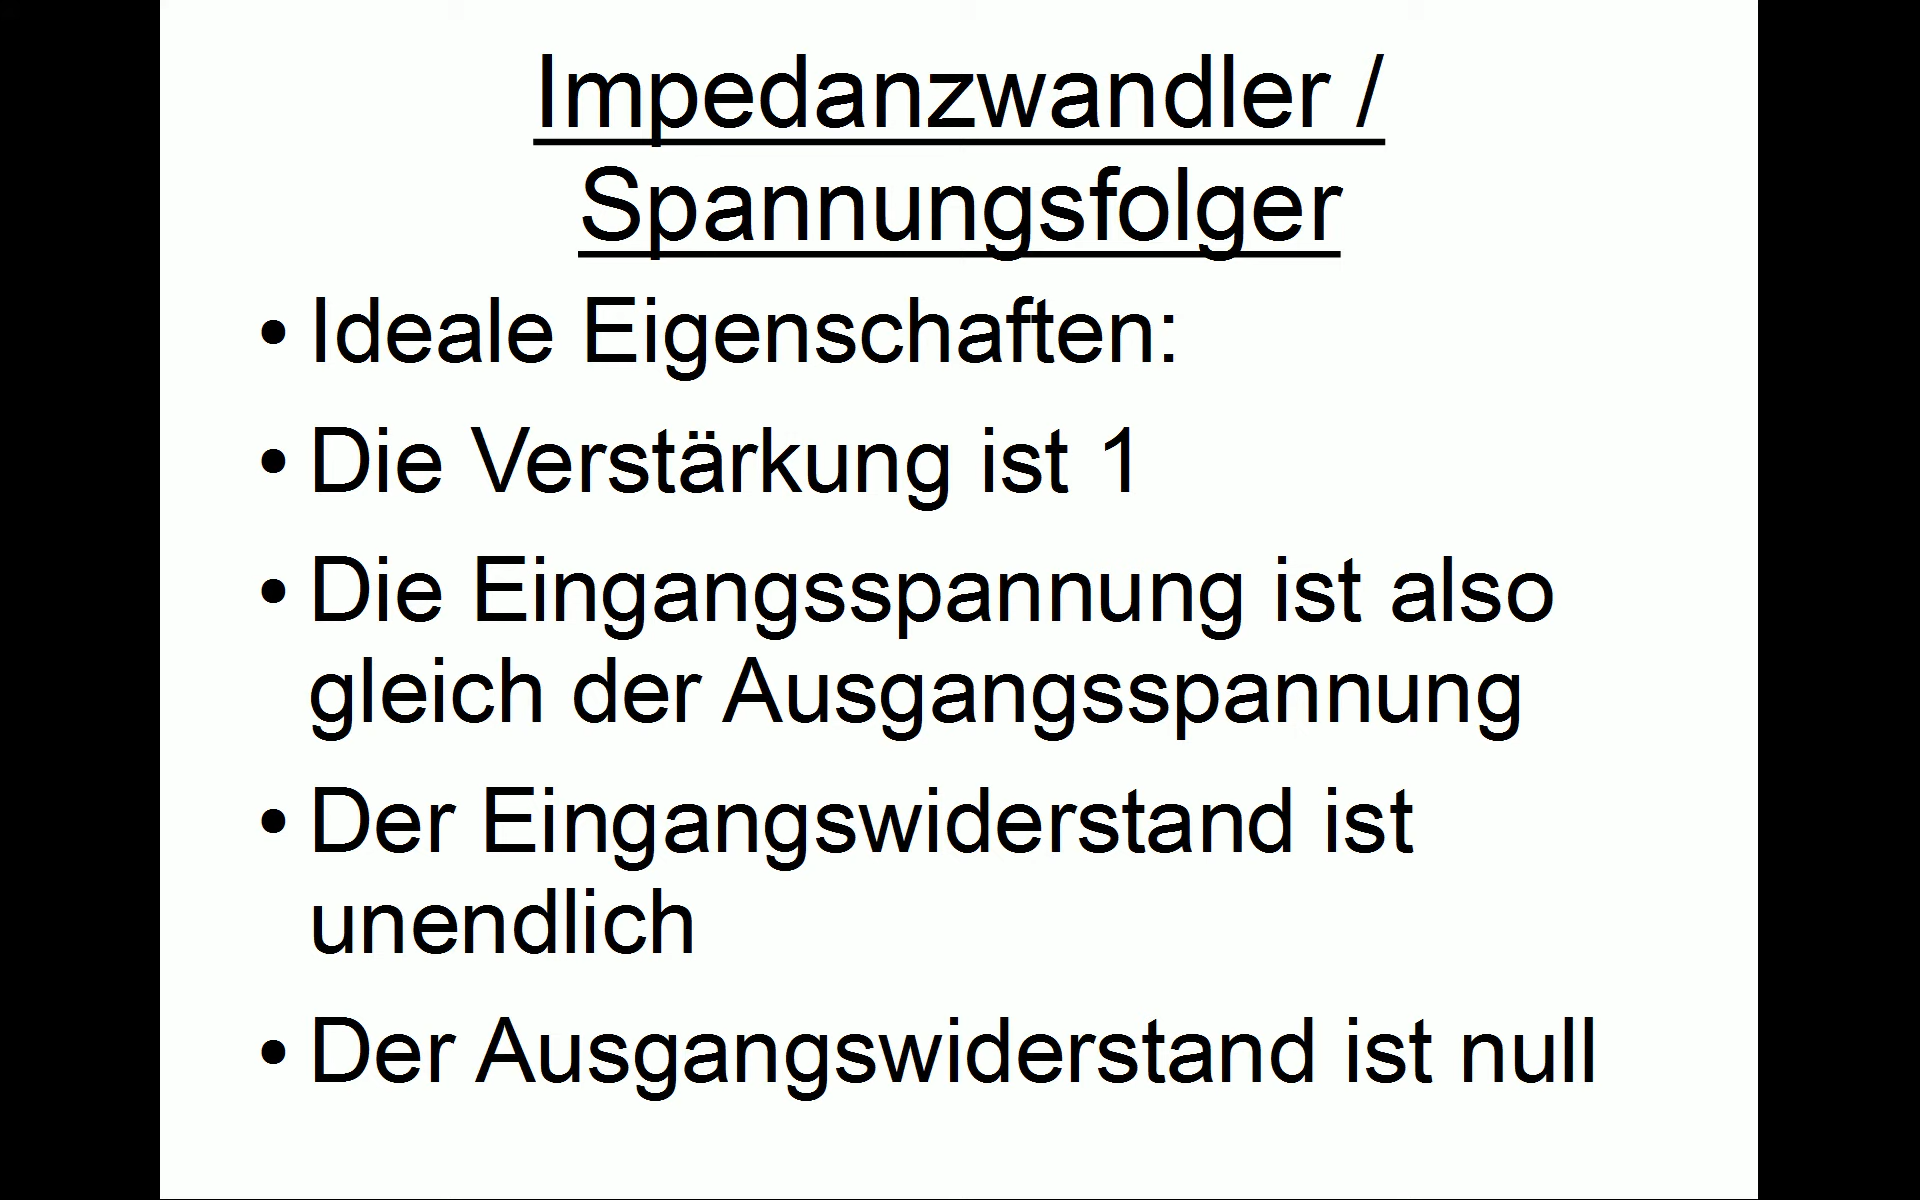 Impedanzwandler /
Spannungsfolger
• Ideale Eigenschaften:
• Die Verstärkung ist 1
• Die Eingangsspannung ist also
gleich der Ausgangsspannung
• Der Eingangswiderstand ist
unendlich
• Der Ausgangswiderstand ist null